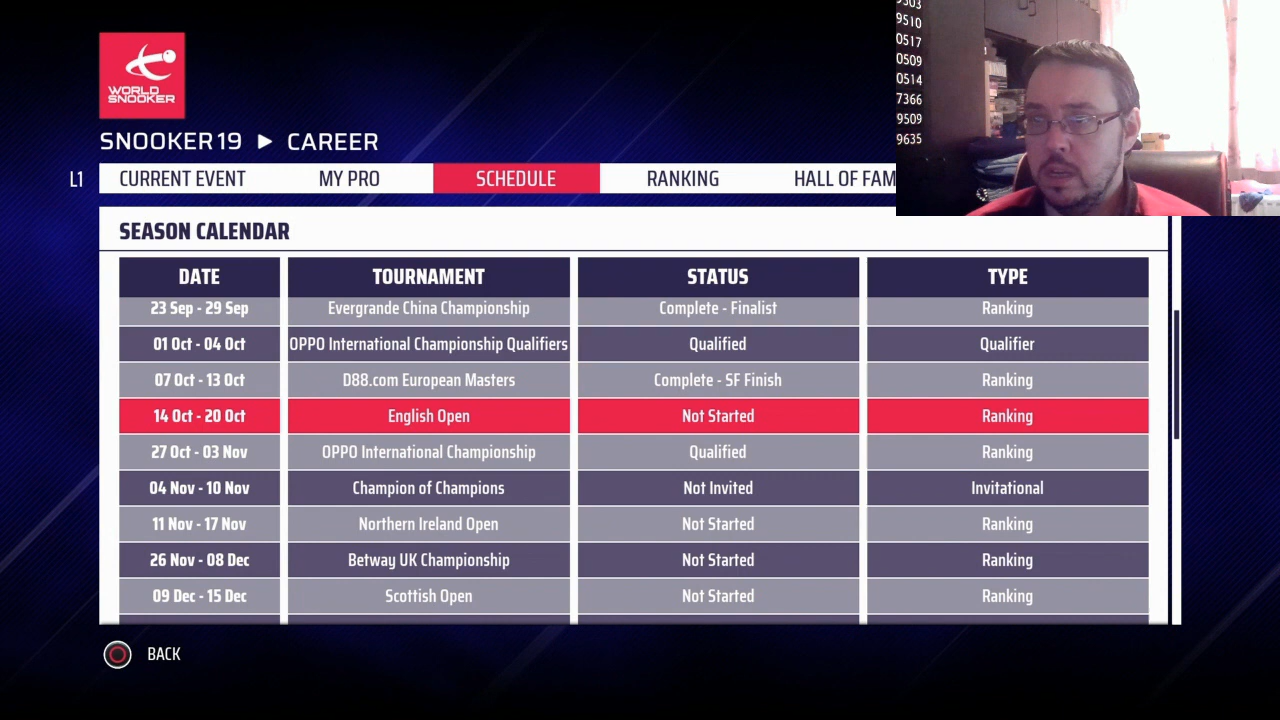 WORLD
SNOOKER
SNOOKER 19 ► CAREER
L1 CURRENT EVENT MY PRO SCHEDULE RANKING HALL OF FAM
SEASON CALENDAR
DATE TOURNAMENT STATUS TYPE
23 Sep - 29 Sep Evergrande China Championship Complete - Finalist Ranking
01 Oct - 04 Oct OPPO International Championship Qualifiers Qualified Qualifier
07 Oct - 13 Oct D88.com European Masters Complete - SF Finish Ranking
14 Oct - 20 Oct English Open Not Started Ranking
27 Oct - 03 Nov OPPO International Championship Qualified Ranking
04 Nov - 10 Nov Champion of Champions Not Invited Invitational
11 Nov - 17 Nov Northern Ireland Open Not Started Ranking
26 Nov - 08 Dec Betway UK Championship Not Started Ranking
09 Dec - 15 Dec Scottish Open Not Started Ranking
BACK
9510
0517
0509
0514
7366
9509
9635